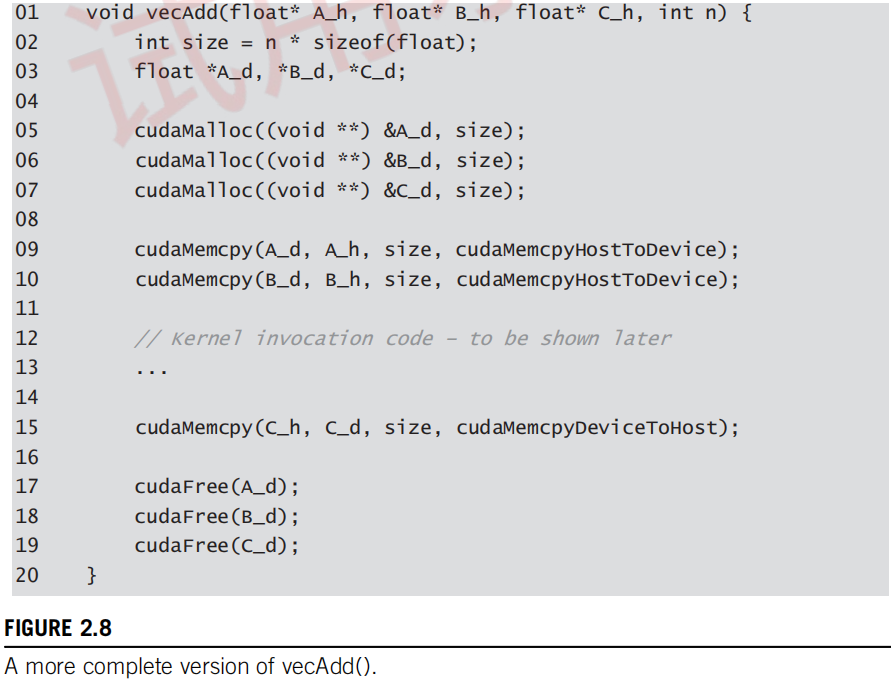 01 void vecAdd(float* A_h, float* B_h, float* C_h, int n) {
02 int size = n * sizeof(float);
03 float *A_d, *B_d, *C_d;
04
05 cudaMalloc((void **) &A_d, size);
06 cudaMalloc((void **) &B_d, size);
07 cudaMalloc((void **) &C_d, size);
08
09 cudaMemcpy(A_d, A_h, size, cudaMemcpyHostToDevice);
10 cudaMemcpy(B_d, B_h, size, cudaMemcpyHostToDevice);
11
12 // Kernel invocation code – to be shown later
13 ...
14
15 cudaMemcpy(C_h, C_d, size, cudaMemcpyDeviceToHost);
16
17 cudaFree(A_d);
18 cudaFree(B_d);
19 cudaFree(C_d);
20 }
试用
FIGURE 2.8
A more complete version of vecAdd().